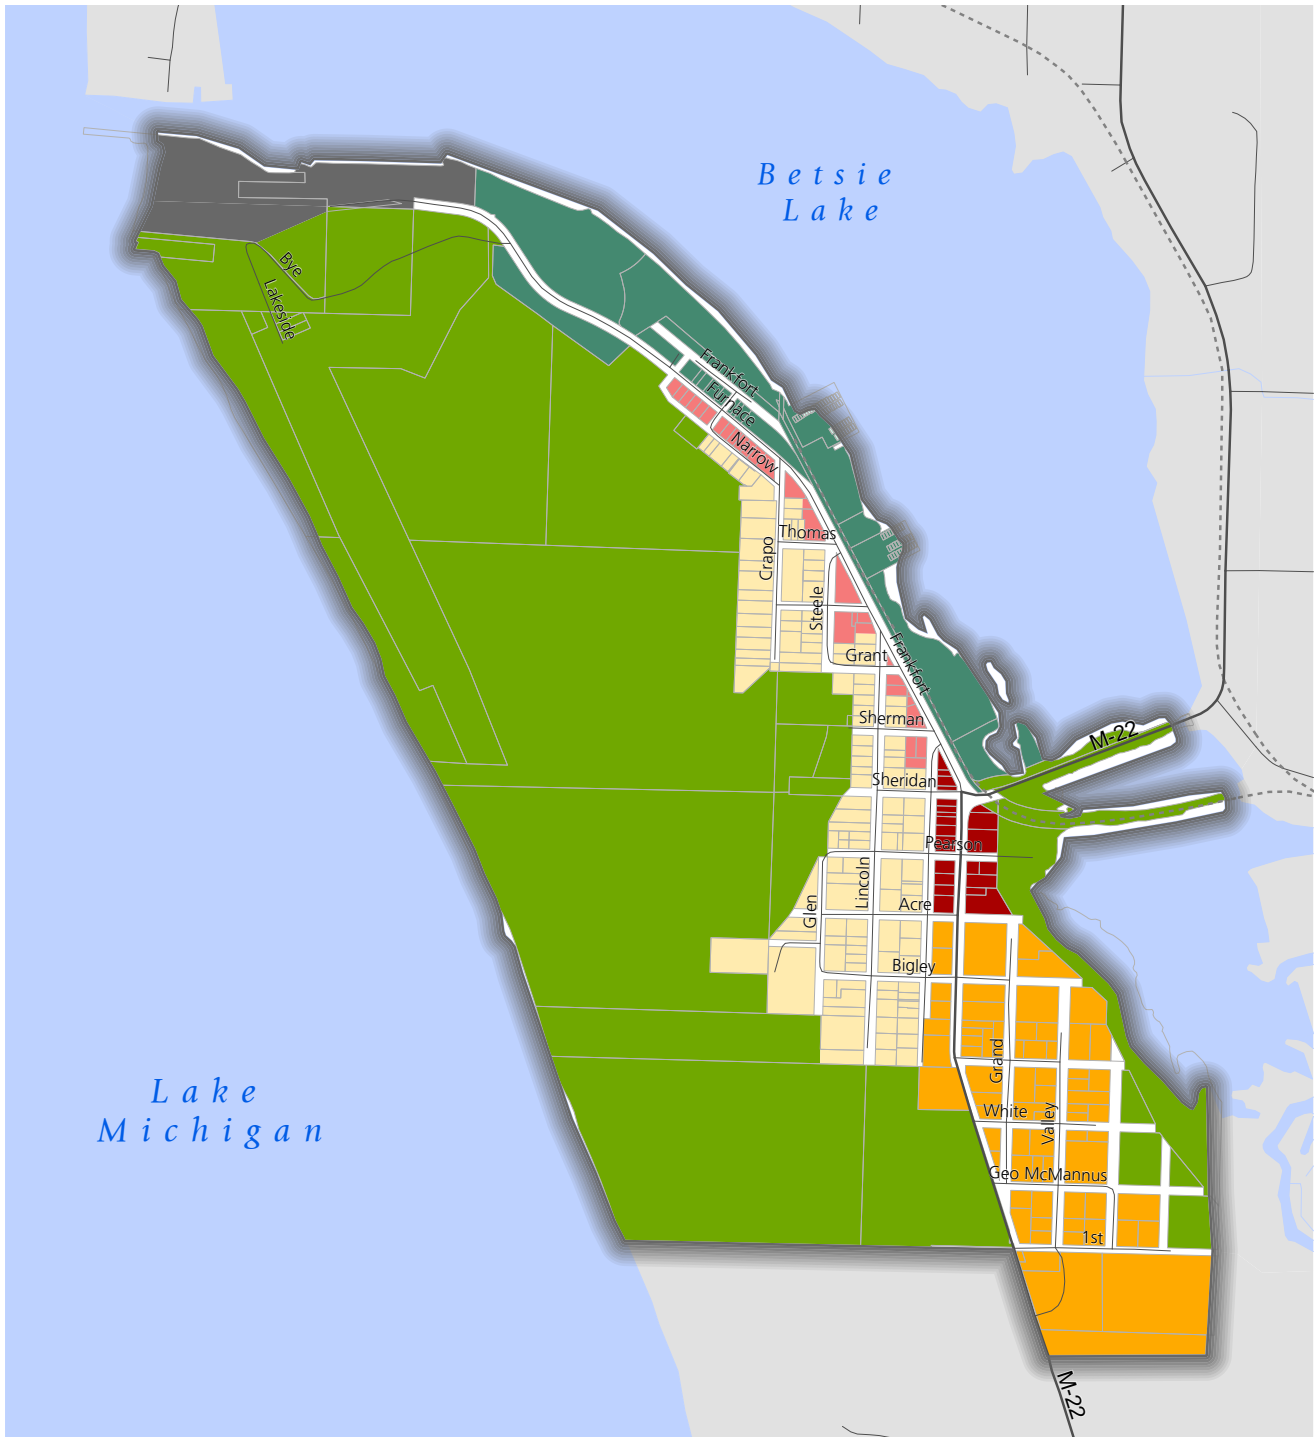 Betsie
Lake
Bye
Lakeside
Frankfort
Furnace
Narrow
Thomas
Crapo
Steele
Frankfort
Grant
Sherman
M-22
Sheridan
Pearson
Lincoln
Glen
Acre
Bigley
Grand
Lake
Michigan
White
Valley
Geo McMannus
1st
M-22